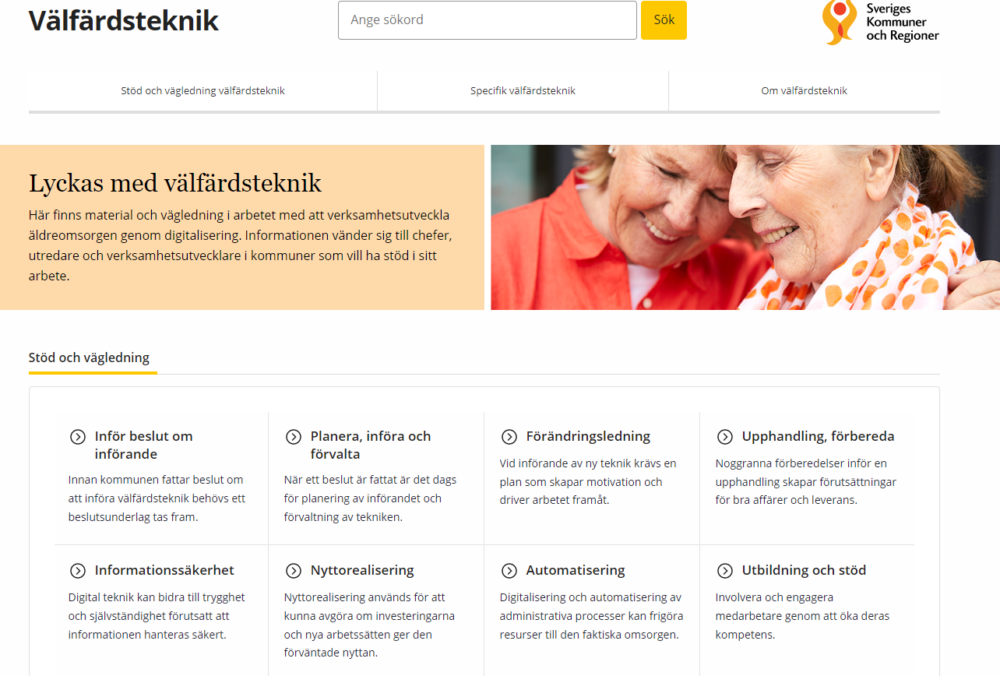 Välfärdsteknik
Ange sökord
Sök
Sveriges
Kommuner
och Regioner
Stöd och vägledning välfärdsteknik
Specifik välfärdsteknik
Om välfärdsteknik
Lyckas med välfärdsteknik
Här finns material och vägledning i arbetet med att verksamhetsutveckla
äldreomsorgen genom digitalisering. Informationen vänder sig till chefer,
utredare och verksamhetsutvecklare i kommuner som vill ha stöd i sitt
arbete.
Stöd och vägledning
Inför beslut om
införande
Innan kommunen fattar beslut om
att införa välfärdsteknik behövs ett
beslutsunderlag tas fram.
Planera, införa och
förvalta
När ett beslut är fattat är det dags
för planering av införandet och
förvaltning av tekniken.
Förändringsledning
Vid införande av ny teknik krävs en
plan som skapar motivation och
driver arbetet framåt.
Upphandling, förbereda
Noggranna förberedelser inför en
upphandling skapar förutsättningar
för bra affärer och leverans.
Informationssäkerhet
Digital teknik kan bidra till trygghet
och självständighet förutsatt att
informationen hanteras säkert.
Nyttorealisering
Nyttorealisering används för att
kunna avgöra om investeringarna
och nya arbetssätten ger den
förväntade nyttan.
Automatisering
Digitalisering och automatisering av
administrativa processer kan frigöra
resurser till den faktiska omsorgen.
Utbildning och stöd
Involvera och engagera
medarbetare genom att öka deras
kompetens.